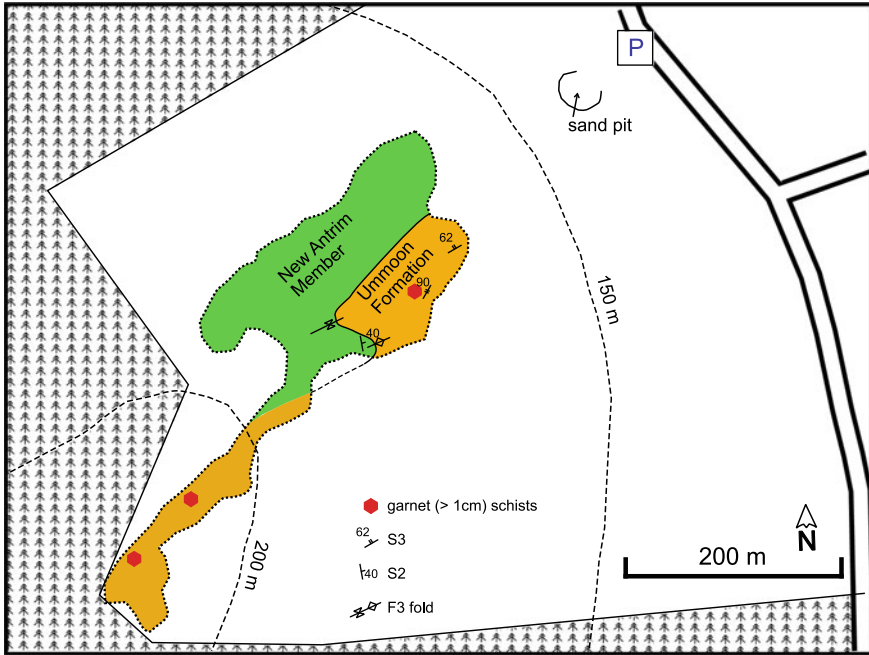 P
sand pit
New Antrim
Member
62
Ummoon
Formation
90
150 m
40
garnet (> 1cm) schists
62
S3
40
S2
F3 fold
200 m
200 m
N